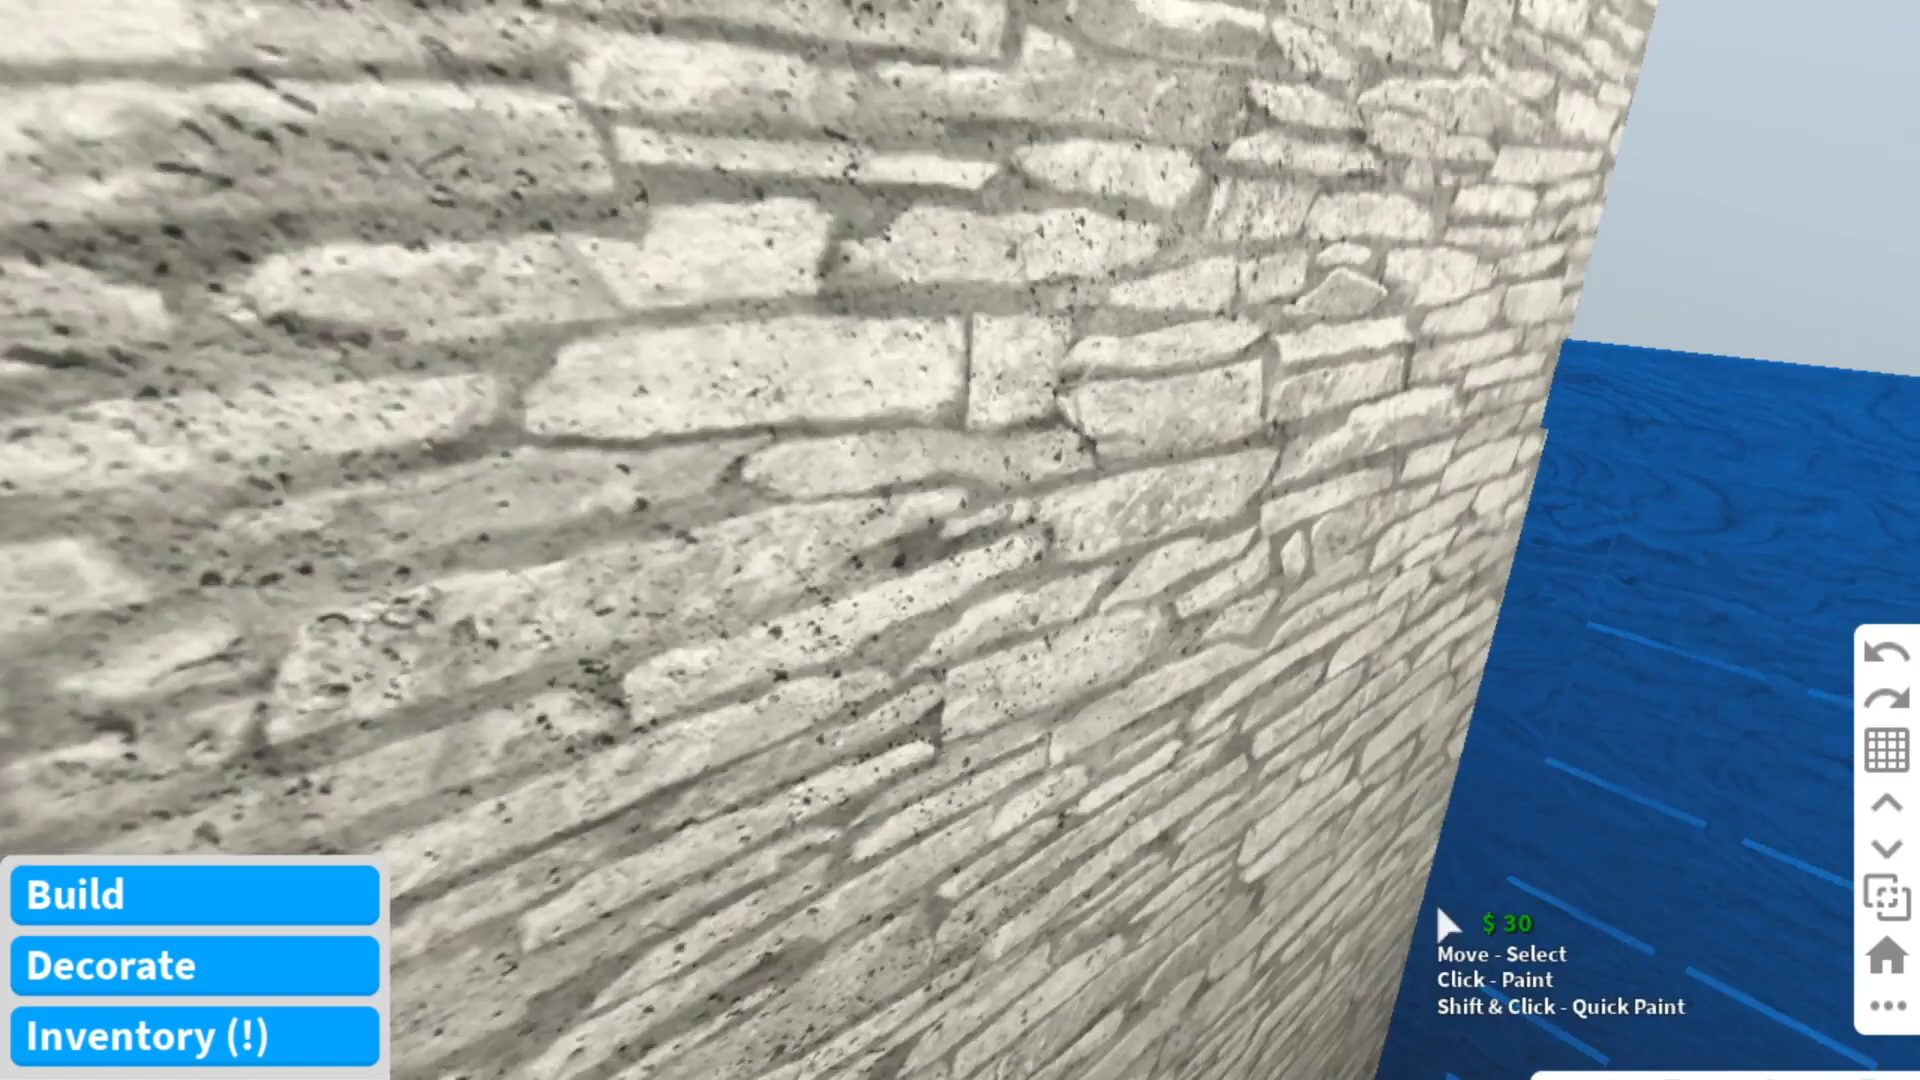 Build
Decorate
Inventory (!)
$ 30
Move - Select
Click - Paint
Shift & Click - Quick Paint